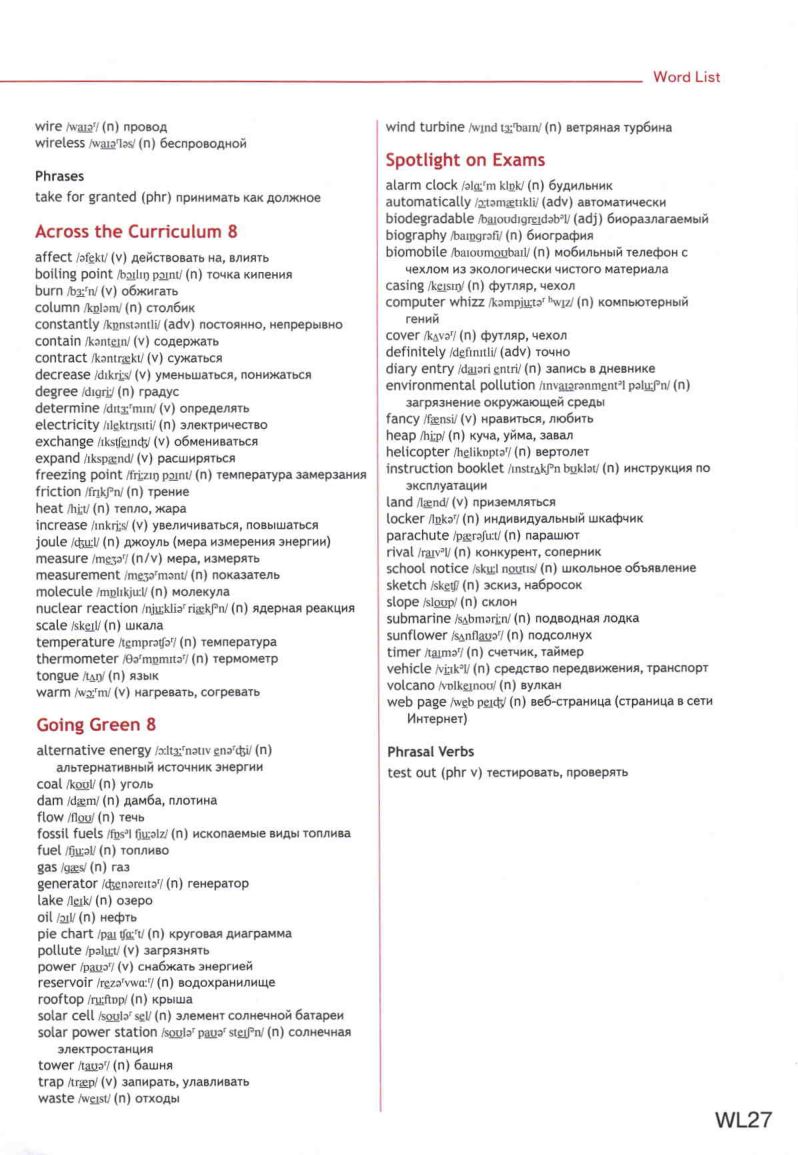 Word List
wire /waɪəʳ/ (n) провод
wireless /waɪəʳləs/ (n) беспроводной
Phrases
take for granted (phr) принимать как должное
Across the Curriculum 8
affect /əfekt/ (v) действовать на, влиять
boiling point /bɔɪlɪŋ pɔɪnt/ (n) точка кипения
burn /bɜːʳn/ (v) обжигать
column /kɒləm/ (n) столбик
constantly /kɒnstəntli/ (adv) постоянно, непрерывно
contain /kənteɪn/ (v) содержать
contract /kəntrækt/ (v) сужаться
decrease /dɪkriːs/ (v) уменьшаться, понижаться
degree /dɪgriː/ (n) градус
determine /dɪtɜːʳmɪn/ (v) определять
electricity /ɪlektrɪsɪti/ (n) электричество
exchange /ɪkstʃeɪndʒ/ (v) обмениваться
expand /ɪkspænd/ (v) расширяться
freezing point /friːzɪŋ pɔɪnt/ (n) температура замерзания
friction /frɪkʃᵊn/ (n) трение
heat /hiːt/ (n) тепло, жара
increase /ɪnkriːs/ (v) увеличиваться, повышаться
joule /dʒuːl/ (n) джоуль (мера измерения энергии)
measure /meʒəʳ/ (n/v) мера, измерять
measurement /meʒəʳmənt/ (n) показатель
molecule /mɒlɪkjuːl/ (n) молекула
nuclear reaction /njuːkliəʳ riækʃᵊn/ (n) ядерная реакция
scale /skeɪl/ (n) шкала
temperature /temprətʃəʳ/ (n) температура
thermometer /θəʳmɒmɪtəʳ/ (n) термометр
tongue /tʌŋ/ (n) язык
warm /wɔːʳm/ (v) нагревать, согревать
Going Green 8
alternative energy /ɔːltɜːʳnətɪv enəʳdʒi/ (n)
альтернативный источник энергии
coal /koʊl/ (n) уголь
dam /dæm/ (n) дамба, плотина
flow /floʊ/ (n) течь
fossil fuels /fɒsᵊl fjuːəlz/ (n) ископаемые виды топлива
fuel /fjuːəl/ (n) топливо
gas /gæs/ (n) газ
generator /dʒenəreɪtəʳ/ (n) генератор
lake /leɪk/ (n) озеро
oil /ɔɪl/ (n) нефть
pie chart /paɪ tʃɑːʳt/ (n) круговая диаграмма
pollute /pəluːt/ (v) загрязнять
power /paʊəʳ/ (v) снабжать энергией
reservoir /rezəʳvwɑːʳ/ (n) водохранилище
rooftop /ruːftɒp/ (n) крыша
solar cell /soʊləʳ sel/ (n) элемент солнечной батареи
solar power station /soʊləʳ paʊəʳ steɪʃᵊn/ (n) солнечная
электростанция
tower /taʊəʳ/ (n) башня
trap /træp/ (v) запирать, улавливать
waste /weɪst/ (n) отходы
wind turbine /wɪnd tɜːʳbaɪn/ (n) ветряная турбина
Spotlight on Exams
alarm clock /əlɑːʳm klɒk/ (n) будильник
automatically /ɔːtəmætɪkli/ (adv) автоматически
biodegradable /baɪoʊdɪgreɪdəbᵊl/ (adj) биоразлагаемый
biography /baɪɒgrəfi/ (n) биография
biomobile /baɪoʊmoʊbaɪl/ (n) мобильный телефон с
чехлом из экологически чистого материала
casing /keɪsɪŋ/ (n) футляр, чехол
computer whizz /kəmpjuːtəʳ ʰwɪz/ (n) компьютерный
гений
cover /kʌvəʳ/ (n) футляр, чехол
definitely /defɪnɪtli/ (adv) точно
diary entry /daɪəri entri/ (n) запись в дневнике
environmental pollution /ɪnvaɪərənmentᵊl pəluːʃᵊn/ (n)
загрязнение окружающей среды
fancy /fænsi/ (v) нравиться, любить
heap /hiːp/ (n) куча, уйма, завал
helicopter /helikɒptəʳ/ (n) вертолет
instruction booklet /ɪnstrʌkʃᵊn bʊklət/ (n) инструкция по
эксплуатации
land /lænd/ (v) приземляться
locker /lɒkəʳ/ (n) индивидуальный шкафчик
parachute /pærəʃuːt/ (n) парашют
rival /raɪvᵊl/ (n) конкурент, соперник
school notice /skuːl noʊtɪs/ (n) школьное объявление
sketch /sketʃ/ (n) эскиз, набросок
slope /sloʊp/ (n) склон
submarine /sʌbməriːn/ (n) подводная лодка
sunflower /sʌnflaʊəʳ/ (n) подсолнух
timer /taɪməʳ/ (n) счетчик, таймер
vehicle /viːɪkᵊl/ (n) средство передвижения, транспорт
volcano /vɒlkeɪnoʊ/ (n) вулкан
web page /web peɪdʒ/ (n) веб-страница (страница в сети
Интернет)
Phrasal Verbs
test out (phr v) тестировать, проверять
WL27